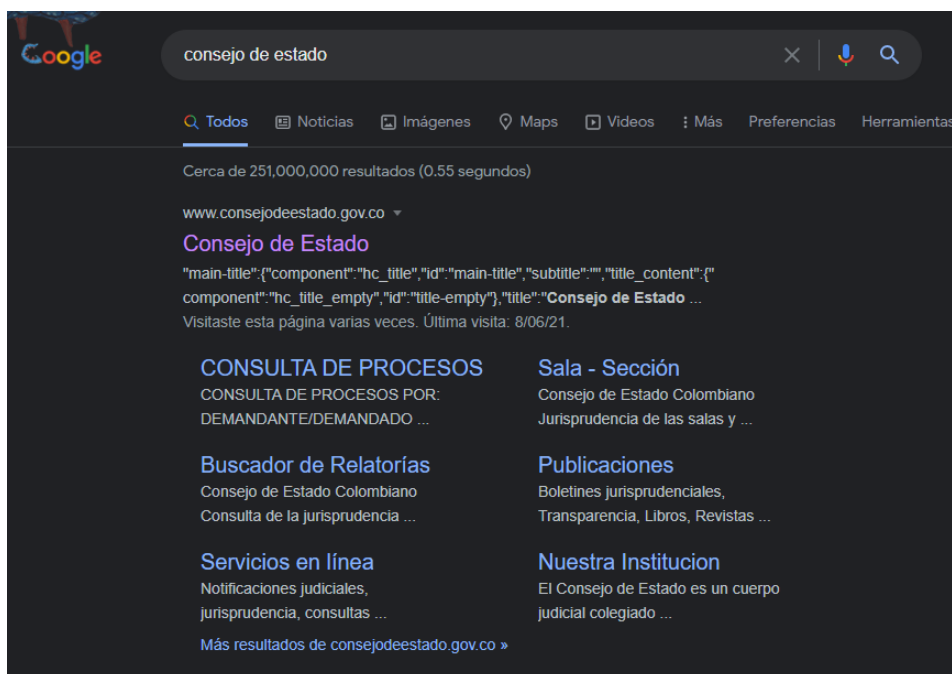 Google
consejo de estado
Todos Noticias Imágenes Maps Videos Más Preferencias Herramientas
Cerca de 251,000,000 resultados (0.55 segundos)
www.consejodeestado.gov.co
Consejo de Estado
"main-title":{"component":"hc_title","id":"main-title","subtitle":"","title_content":{"
component":"hc_title_empty","id":"title-empty"},"title":"Consejo de Estado ...
Visitaste esta página varias veces. Última visita: 8/06/21.
CONSULTA DE PROCESOS
CONSULTA DE PROCESOS POR:
DEMANDANTE/DEMANDADO ...
Sala - Sección
Consejo de Estado Colombiano
Jurisprudencia de las salas y ...
Buscador de Relatorías
Consejo de Estado Colombiano
Consulta de la jurisprudencia ...
Publicaciones
Boletines jurisprudenciales,
Transparencia, Libros, Revistas ...
Servicios en línea
Notificaciones judiciales,
jurisprudencia, consultas ...
Nuestra Institucion
El Consejo de Estado es un cuerpo
judicial colegiado ...
Más resultados de consejodeestado.gov.co »